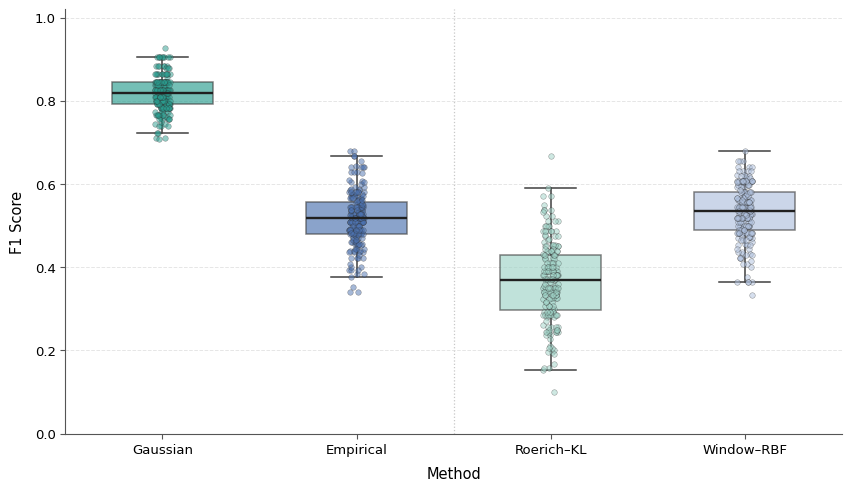 1.0
0.8
0.6
0.4
0.2
0.0
F1 Score
Gaussian
Empirical
Roerich–KL
Window–RBF
Method